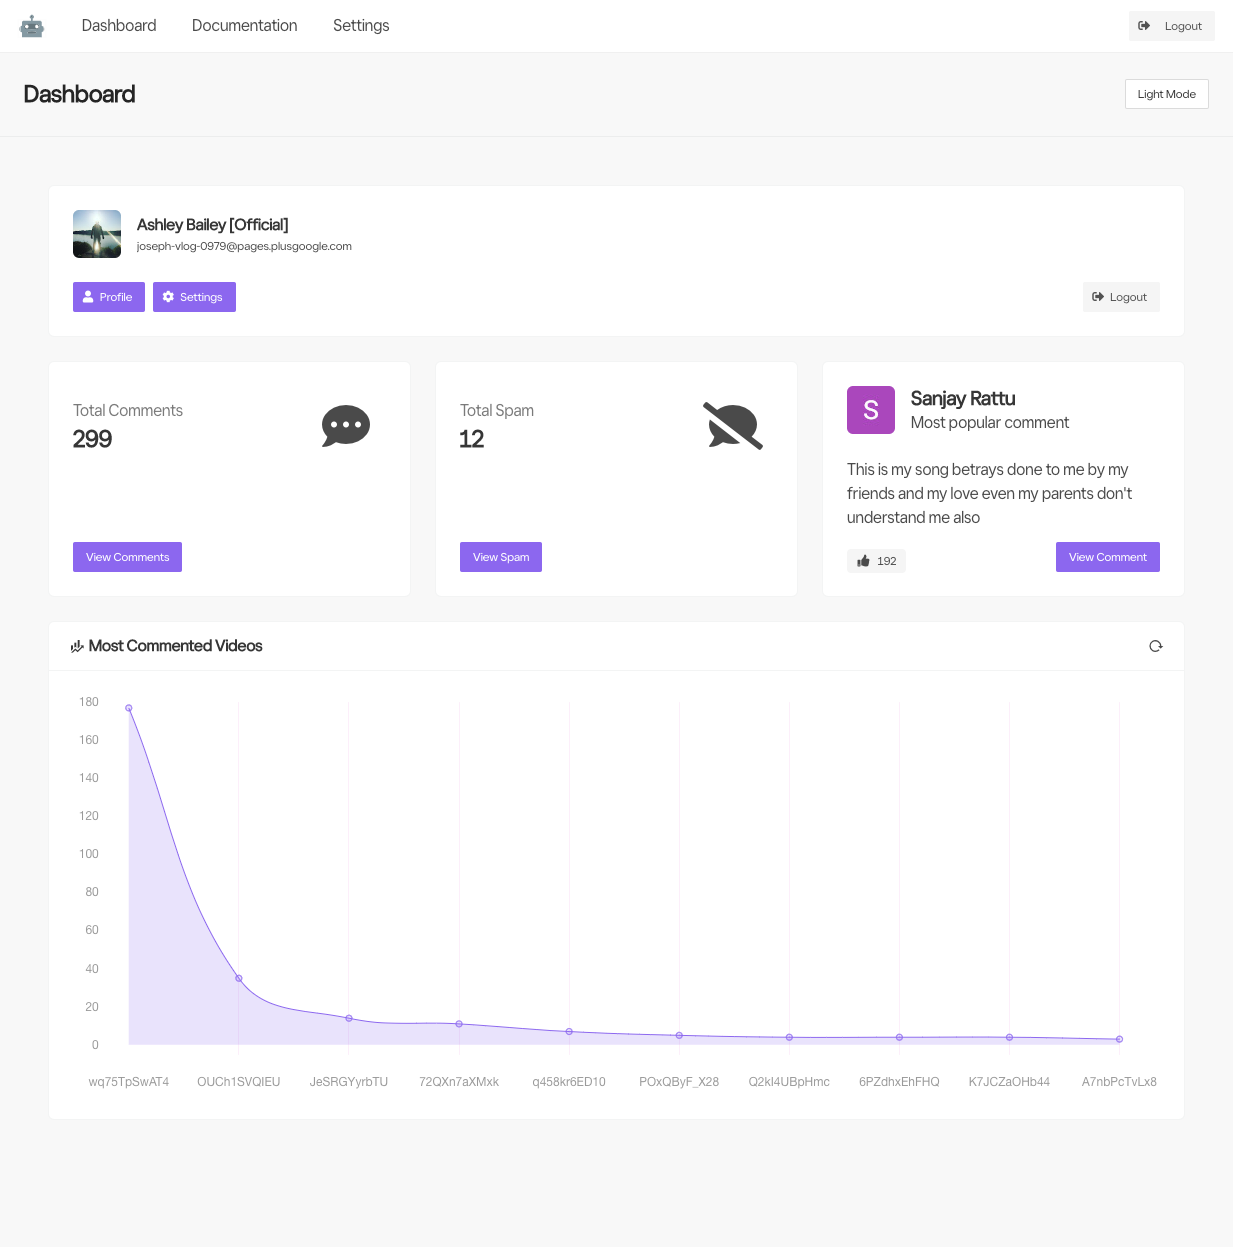 Dashboard
Documentation
Settings
Logout
Dashboard
Light Mode
Ashley Bailey [Official]
joseph-vlog-0979@pages.plusgoogle.com
Profile
Settings
Logout
Total Comments
299
View Comments
Total Spam
12
View Spam
S
Sanjay Rattu
Most popular comment
This is my song betrays done to me by my
friends and my love even my parents don't
understand me also
192
View Comment
Most Commented Videos
180
160
140
120
100
80
60
40
20
0
wq75TpSwAT4
OUCh1SVQIEU
JeSRGYyrbTU
72QXn7aXMxk
q458kr6ED10
POxQByF_X28
Q2kI4UBpHmc
6PZdhxEhFHQ
K7JCZaOHb44
A7nbPcTvLx8